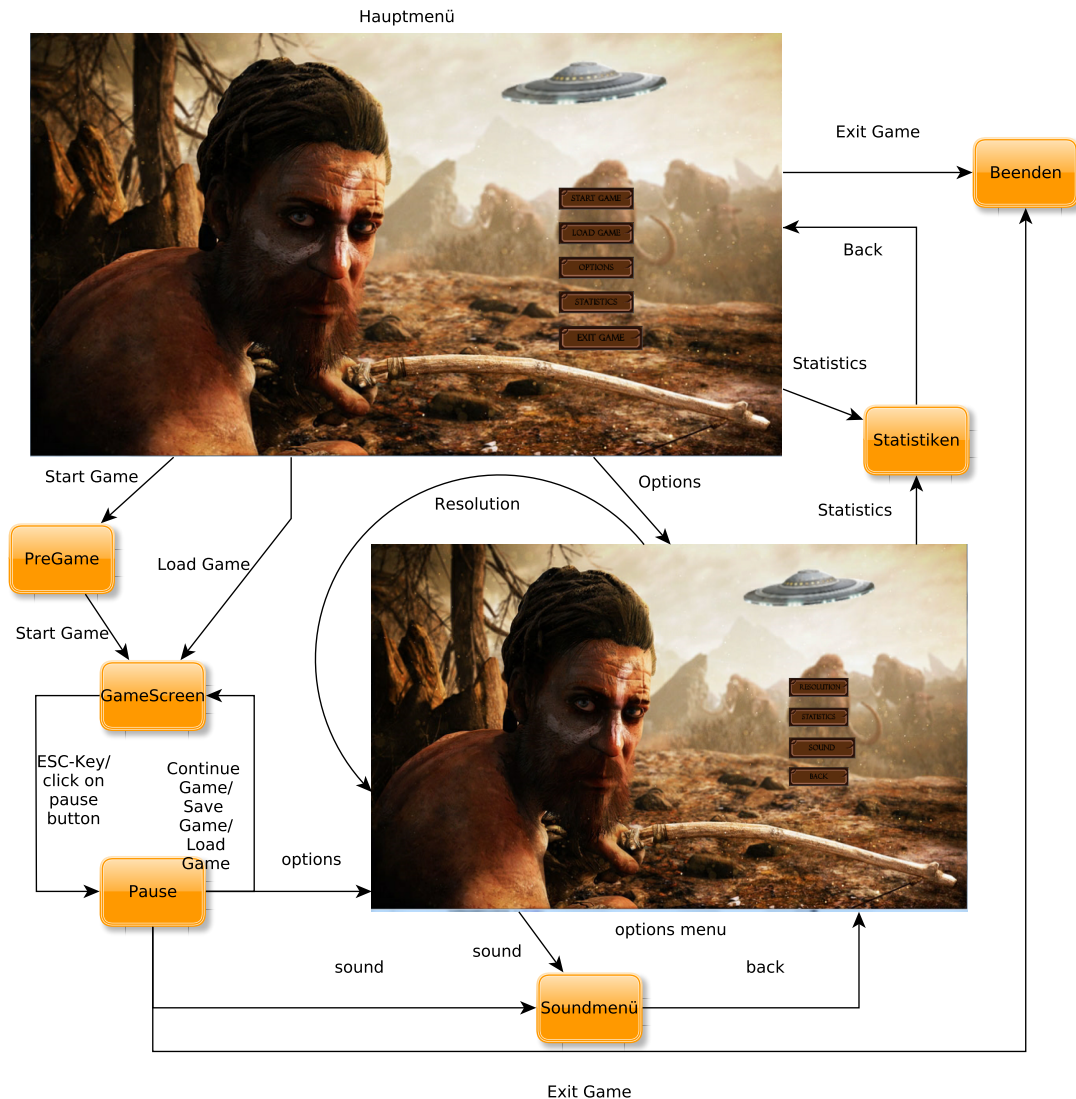 Hauptmenü
START GAME
LOAD GAME
OPTIONS
STATISTICS
EXIT GAME
Exit Game
Beenden
Back
Statistics
Statistiken
Statistics
Start Game
Resolution
Options
PreGame
Load Game
Start Game
GameScreen
RESOLUTION
STATISTICS
SOUND
BACK
ESC-Key/
click on
pause
button
Continue
Game/
Save
Game/
Load
Game
options
Pause
options menu
sound
sound
back
Soundmenü
Exit Game